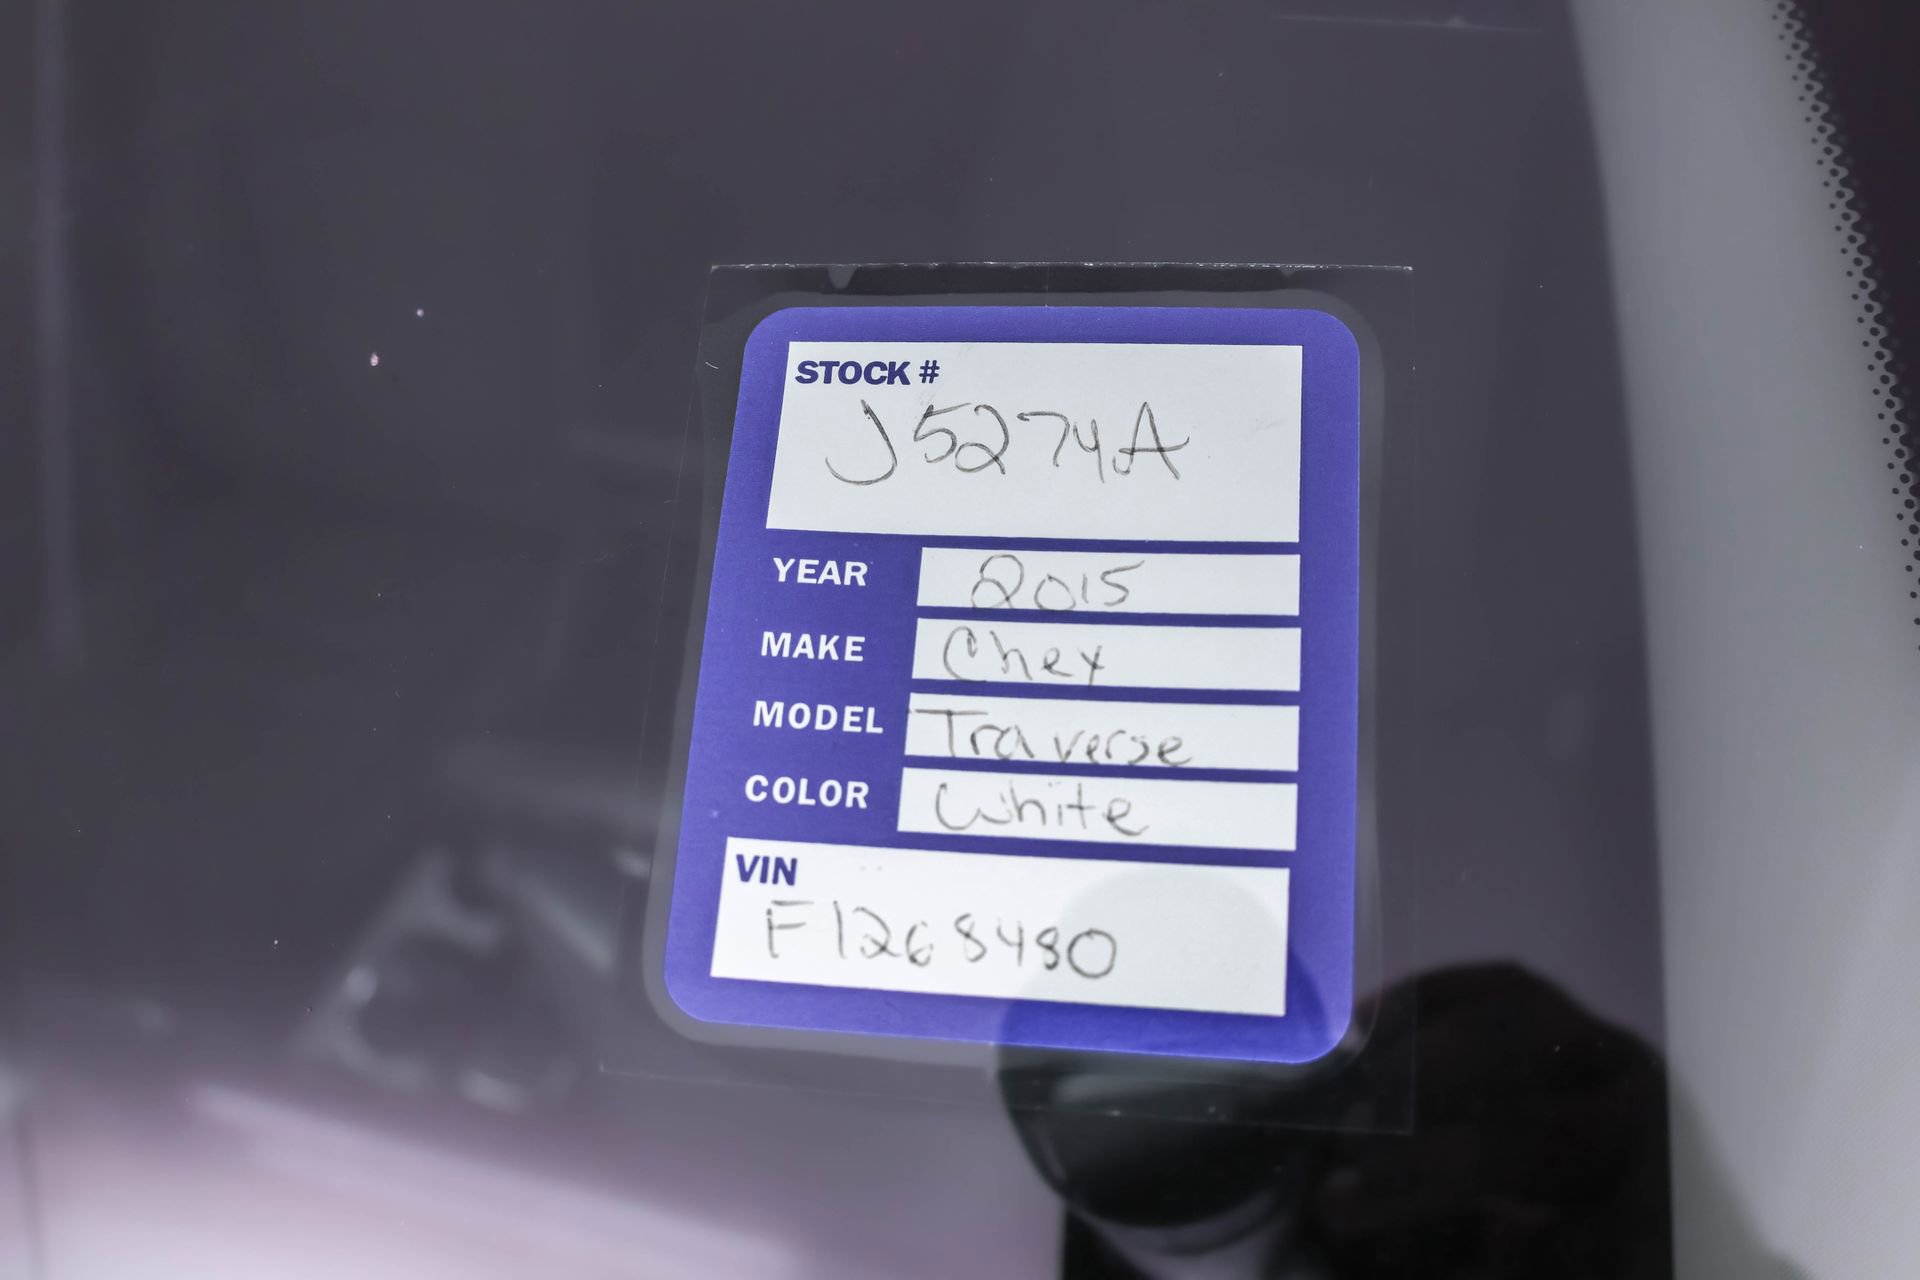 STOCK #
J5274A
YEAR 2015
MAKE Chev
MODEL Traverse
COLOR White
VIN
F1268480